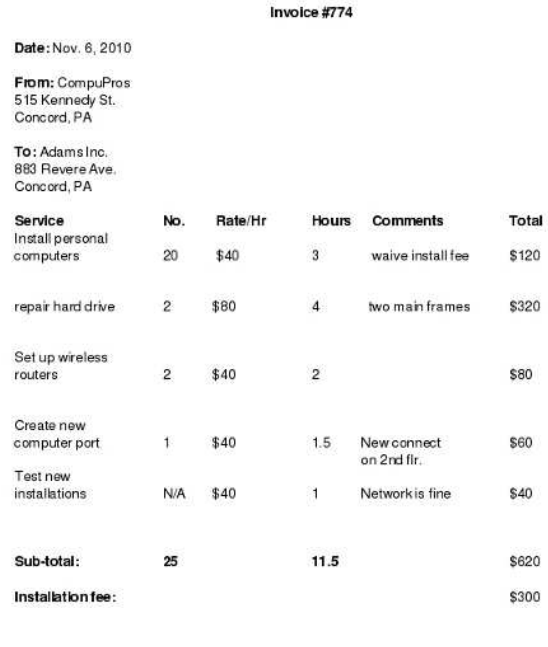 Invoice #774
Date: Nov. 6, 2010
From: CompuPros
515 Kennedy St.
Concord, PA
To: Adams Inc.
883 Revere Ave.
Concord, PA
Service No. Rate/Hr Hours Comments Total
Install personal
computers 20 $40 3 waive install fee $120
repair hard drive 2 $80 4 two main frames $320
Set up wireless
routers 2 $40 2 $80
Create new
computer port 1 $40 1.5 New connect $60
on 2nd flr.
Test new
installations N/A $40 1 Network is fine $40
Sub-total: 25 11.5 $620
Installation fee: $300